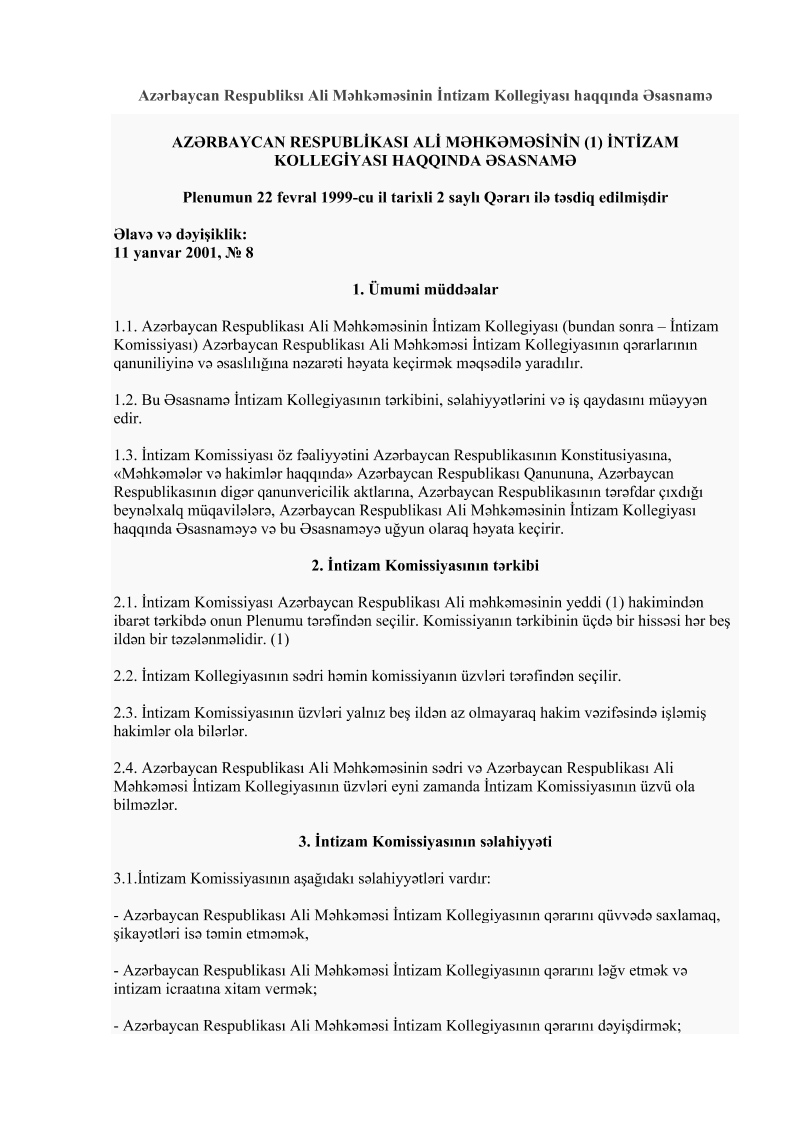 Azərbaycan Respubliksı Ali Məhkəməsinin İntizam Kollegiyası haqqında Əsasnamə
AZƏRBAYCAN RESPUBLİKASI ALİ MƏHKƏMƏSİNİN (1) İNTİZAM
KOLLEGİYASI HAQQINDA ƏSASNAMƏ
Plenumun 22 fevral 1999-cu il tarixli 2 saylı Qərarı ilə təsdiq edilmişdir
Əlavə və dəyişiklik:
11 yanvar 2001, № 8
1. Ümumi müddəalar
1.1. Azərbaycan Respublikası Ali Məhkəməsinin İntizam Kollegiyası (bundan sonra – İntizam
Komissiyası) Azərbaycan Respublikası Ali Məhkəməsi İntizam Kollegiyasının qərarlarının
qanuniliyinə və əsaslılığına nəzarəti həyata keçirmək məqsədilə yaradılır.
1.2. Bu Əsasnamə İntizam Kollegiyasının tərkibini, səlahiyyətlərini və iş qaydasını müəyyən
edir.
1.3. İntizam Komissiyası öz fəaliyyətini Azərbaycan Respublikasının Konstitusiyasına,
«Məhkəmələr və hakimlər haqqında» Azərbaycan Respublikası Qanununa, Azərbaycan
Respublikasının digər qanunvericilik aktlarına, Azərbaycan Respublikasının tərəfdar çıxdığı
beynəlxalq müqavilələrə, Azərbaycan Respublikası Ali Məhkəməsinin İntizam Kollegiyası
haqqında Əsasnaməyə və bu Əsasnaməyə uğyun olaraq həyata keçirir.
2. İntizam Komissiyasının tərkibi
2.1. İntizam Komissiyası Azərbaycan Respublikası Ali məhkəməsinin yeddi (1) hakimindən
ibarət tərkibdə onun Plenumu tərəfindən seçilir. Komissiyanın tərkibinin üçdə bir hissəsi hər beş
ildən bir təzələnməlidir. (1)
2.2. İntizam Kollegiyasının sədri həmin komissiyanın üzvləri tərəfindən seçilir.
2.3. İntizam Komissiyasının üzvləri yalnız beş ildən az olmayaraq hakim vəzifəsində işləmiş
hakimlər ola bilərlər.
2.4. Azərbaycan Respublikası Ali Məhkəməsinin sədri və Azərbaycan Respublikası Ali
Məhkəməsi İntizam Kollegiyasının üzvləri eyni zamanda İntizam Komissiyasının üzvü ola
bilməzlər.
3. İntizam Komissiyasının səlahiyyəti
3.1.İntizam Komissiyasının aşağıdakı səlahiyyətləri vardır:
- Azərbaycan Respublikası Ali Məhkəməsi İntizam Kollegiyasının qərarını qüvvədə saxlamaq,
şikayətləri isə təmin etməmək,
- Azərbaycan Respublikası Ali Məhkəməsi İntizam Kollegiyasının qərarını ləğv etmək və
intizam icraatına xitam vermək;
- Azərbaycan Respublikası Ali Məhkəməsi İntizam Kollegiyasının qərarını dəyişdirmək;